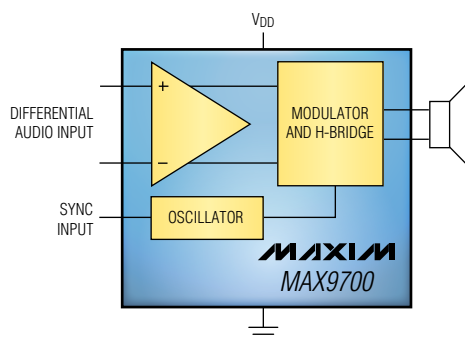 VDD
DIFFERENTIAL
AUDIO INPUT
+
−
MODULATOR
AND H-BRIDGE
SYNC
INPUT
OSCILLATOR
MAXIM
MAX9700